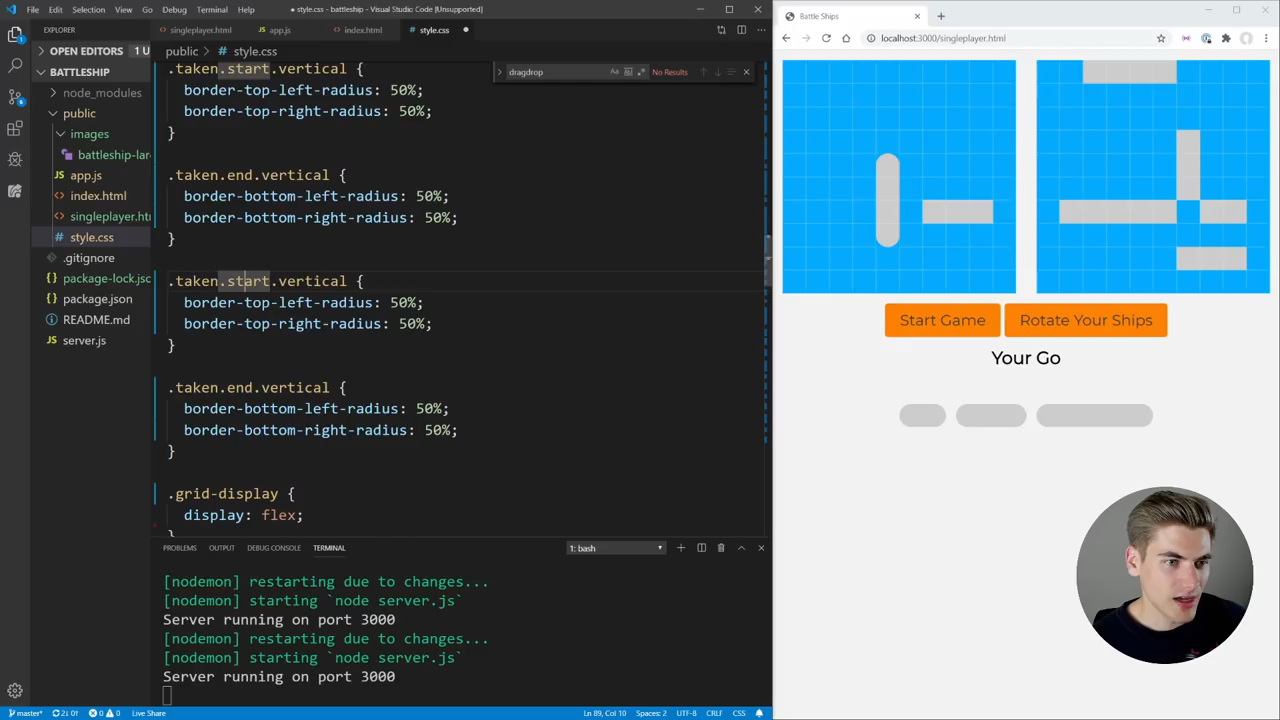 File Edit Selection View Go Debug Terminal Help
● style.css - battleship - Visual Studio Code [Unsupported]
EXPLORER
OPEN EDITORS 1 U
BATTLESHIP
node_modules
public
images
battleship-lar
app.js
index.html
singleplayer.htm
style.css
.gitignore
package-lock.jsc
package.json
README.md
server.js
singleplayer.html
app.js
index.html
style.css
public > style.css
dragdrop Aa No Results
.taken.start.vertical {
border-top-left-radius: 50%;
border-top-right-radius: 50%;
}
.taken.end.vertical {
border-bottom-left-radius: 50%;
border-bottom-right-radius: 50%;
}
.taken.start.vertical {
border-top-left-radius: 50%;
border-top-right-radius: 50%;
}
.taken.end.vertical {
border-bottom-left-radius: 50%;
border-bottom-right-radius: 50%;
}
.grid-display {
display: flex;
}
PROBLEMS OUTPUT DEBUG CONSOLE TERMINAL
1: bash
[nodemon] restarting due to changes...
[nodemon] starting `node server.js`
Server running on port 3000
[nodemon] restarting due to changes...
[nodemon] starting `node server.js`
Server running on port 3000
master* 2↓ 0↑ 0 0 Live Share
Ln 89, Col 10 Spaces: 2 UTF-8 CRLF CSS
Battle Ships
localhost:3000/singleplayer.html
Start Game
Rotate Your Ships
Your Go